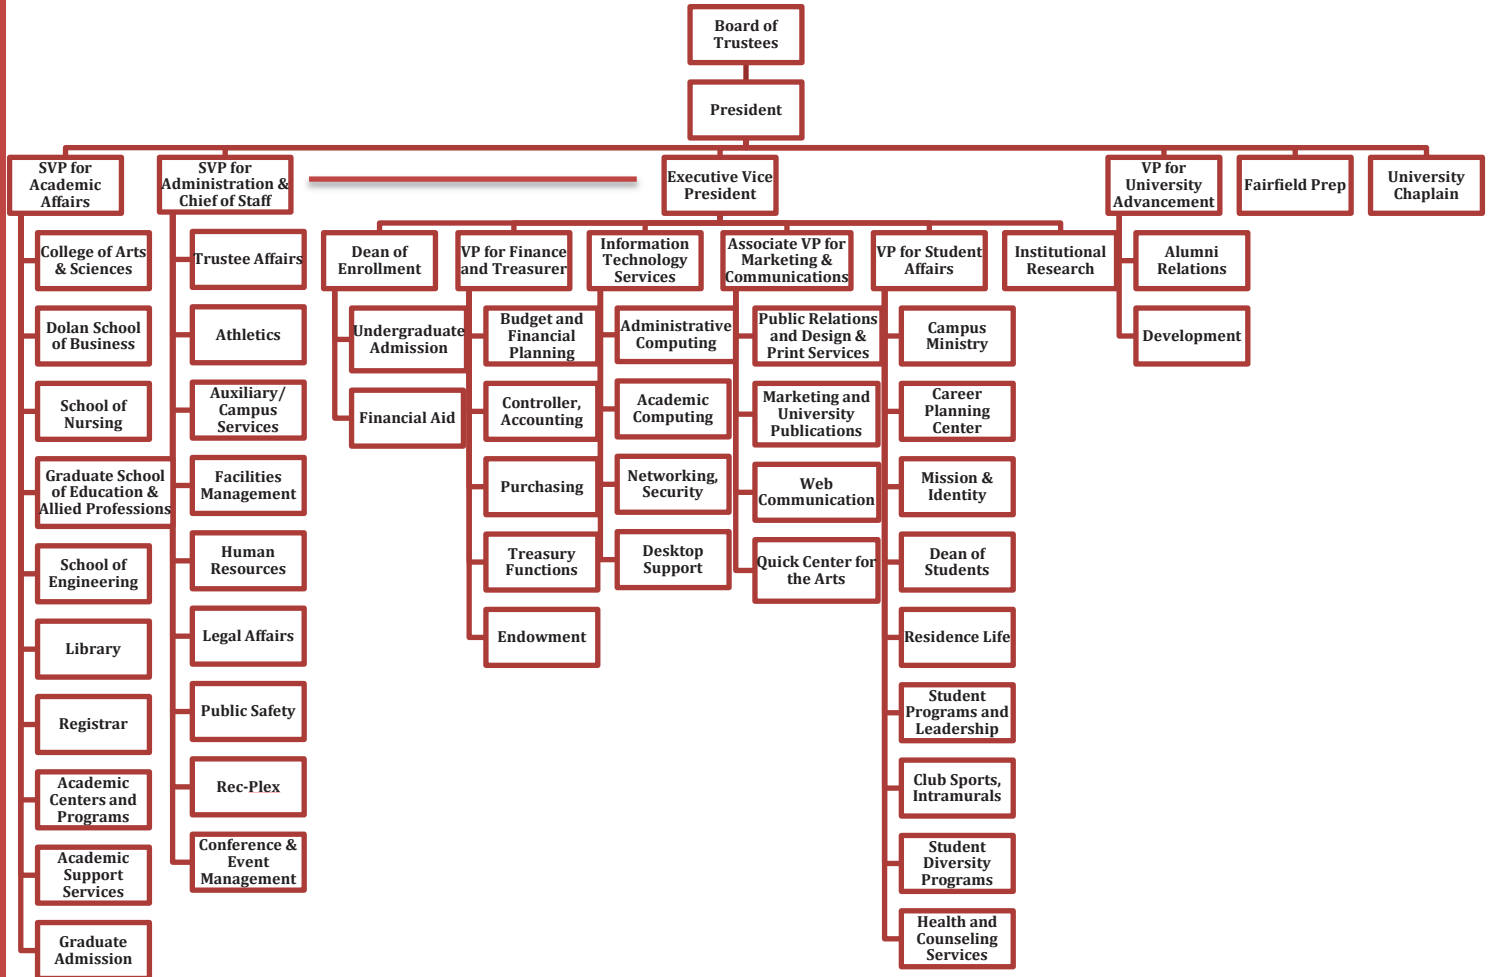 Board of
Trustees
President
SVP for
Academic
Affairs
SVP for
Administration &
Chief of Staff
Executive Vice
President
VP for
University
Advancement
Fairfield Prep
University
Chaplain
College of Arts
& Sciences
Dolan School
of Business
School of
Nursing
Graduate School
of Education &
Allied Professions
School of
Engineering
Library
Registrar
Academic
Centers and
Programs
Academic
Support
Services
Graduate
Admission
Trustee Affairs
Athletics
Auxiliary/
Campus
Services
Facilities
Management
Human
Resources
Legal Affairs
Public Safety
Rec-Plex
Conference &
Event
Management
Dean of
Enrollment
Undergraduate
Admission
Financial Aid
VP for Finance
and Treasurer
Budget and
Financial
Planning
Controller,
Accounting
Purchasing
Treasury
Functions
Endowment
Information
Technology
Services
Administrative
Computing
Academic
Computing
Networking,
Security
Desktop
Support
Associate VP for
Marketing &
Communications
Public Relations
and Design &
Print Services
Marketing and
University
Publications
Web
Communication
Quick Center for
the Arts
VP for Student
Affairs
Campus
Ministry
Career
Planning
Center
Mission &
Identity
Dean of
Students
Residence Life
Student
Programs and
Leadership
Club Sports,
Intramurals
Student
Diversity
Programs
Health and
Counseling
Services
Institutional
Research
Alumni
Relations
Development